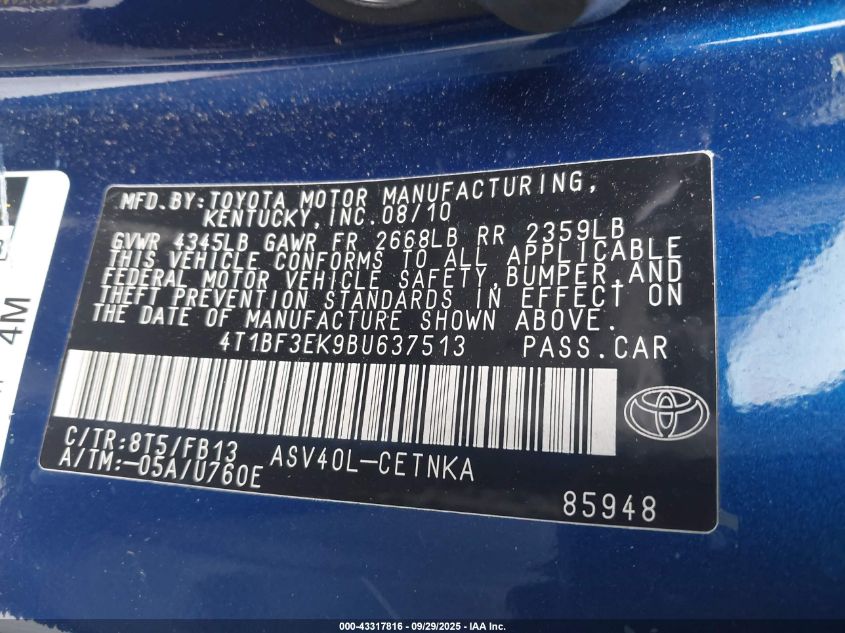 MFD.BY:TOYOTA MOTOR MANUFACTURING,
KENTUCKY,INC.08/10
GVWR 4345LB GAWR FR 2668LB RR 2359LB
THIS VEHICLE CONFORMS TO ALL APPLICABLE
FEDERAL MOTOR VEHICLE SAFETY,BUMPER,AND
THEFT PREVENTION STANDARDS IN EFFECT ON
THE DATE OF MANUFACTURE SHOWN ABOVE.
4T1BF3EK9BU637513 PASS.CAR
C/TR:8T5/FB13 ASV40L-CETNKA
A/TM:-05A/U760E
85948
4M
000-43317816 - 09/29/2025 - IAA Inc.